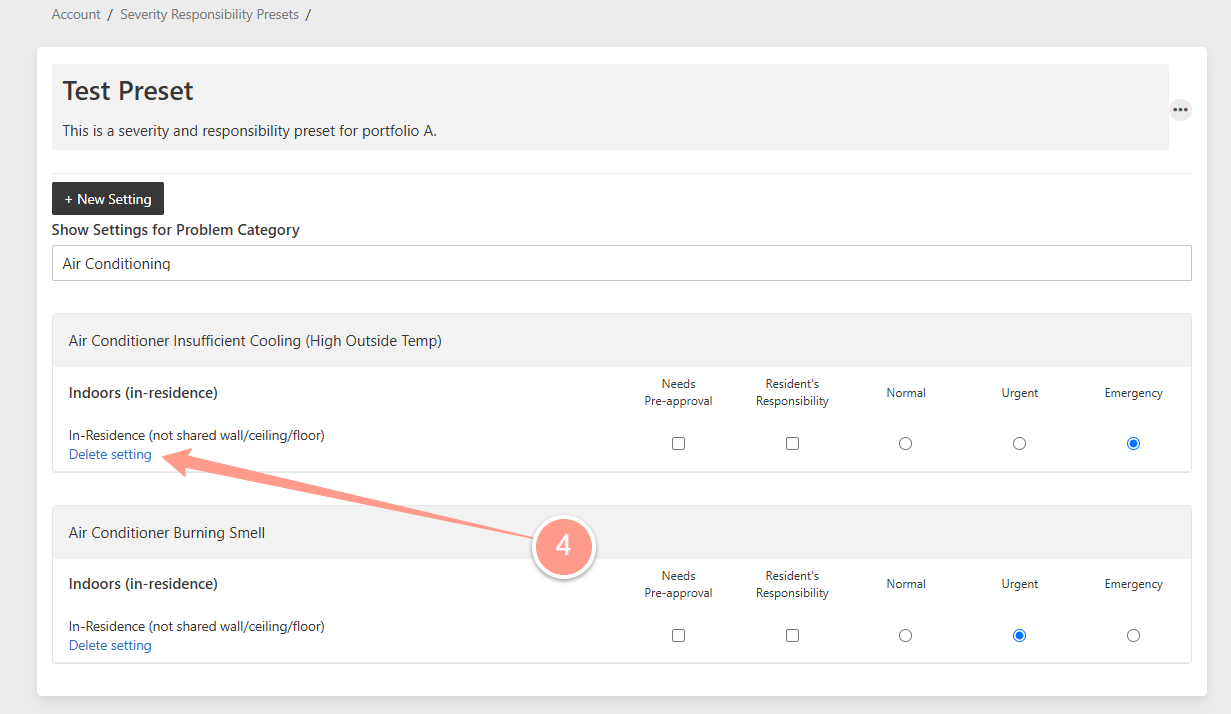 Account / Severity Responsibility Presets /
Test Preset
This is a severity and responsibility preset for portfolio A.
+ New Setting
Show Settings for Problem Category
Air Conditioning
Air Conditioner Insufficient Cooling (High Outside Temp)
Indoors (in-residence)
Needs
Pre-approval
Resident's
Responsibility
Normal
Urgent
Emergency
In-Residence (not shared wall/ceiling/floor)
Delete setting
4
Air Conditioner Burning Smell
Indoors (in-residence)
Needs
Pre-approval
Resident's
Responsibility
Normal
Urgent
Emergency
In-Residence (not shared wall/ceiling/floor)
Delete setting